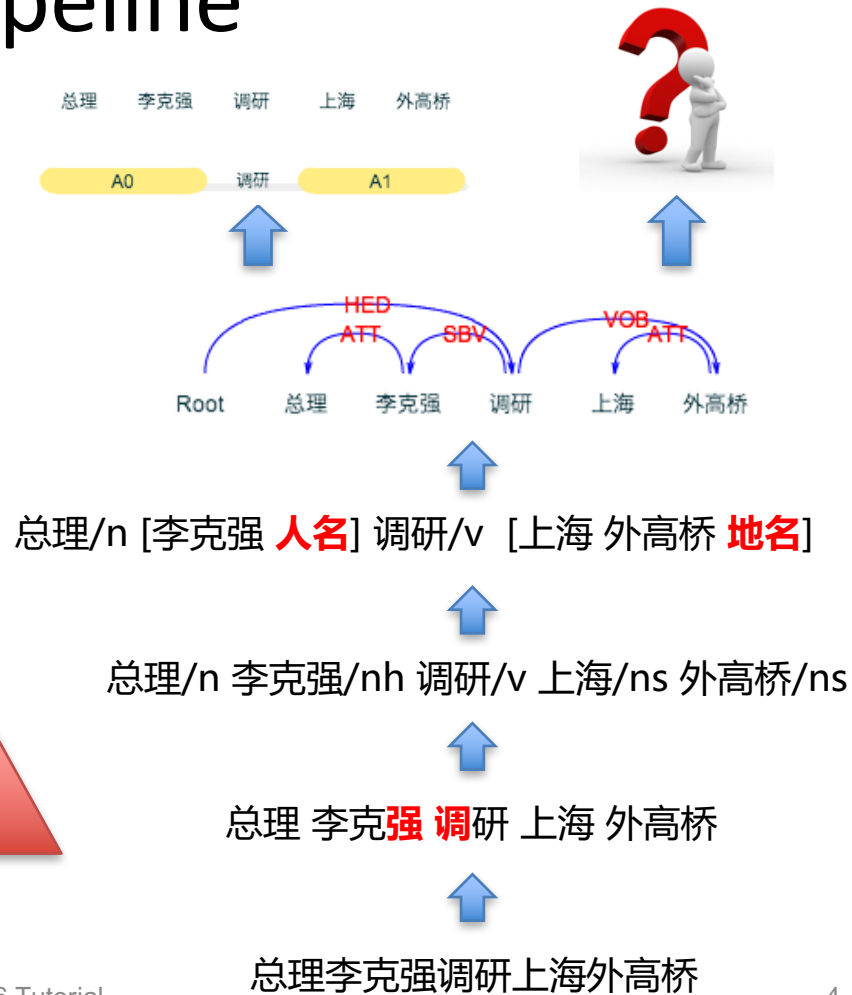 peline
总理 李克强 调研 上海 外高桥
A0 调研 A1
HED
ATT SBV VOB ATT
Root 总理 李克强 调研 上海 外高桥
总理/n [李克强 人名] 调研/v [上海 外高桥 地名]
总理/n 李克强/nh 调研/v 上海/ns 外高桥/ns
总理 李克强 调研 上海 外高桥
总理李克强调研上海外高桥
Tutorial
4